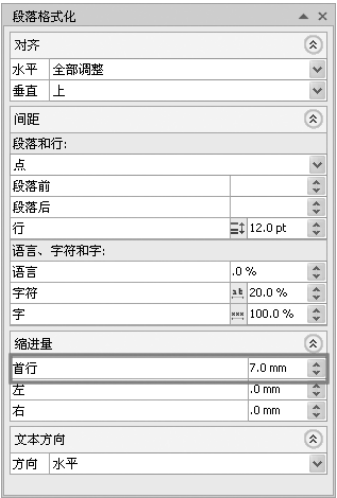 段落格式化
对齐
水平 全部调整
垂直 上
间距
段落和行:
点
段落前
段落后
行 12.0 pt
语言、字符和字:
语言 .0 %
字符 20.0 %
字 100.0 %
缩进量
首行 7.0 mm
左 .0 mm
右 .0 mm
文本方向
方向 水平